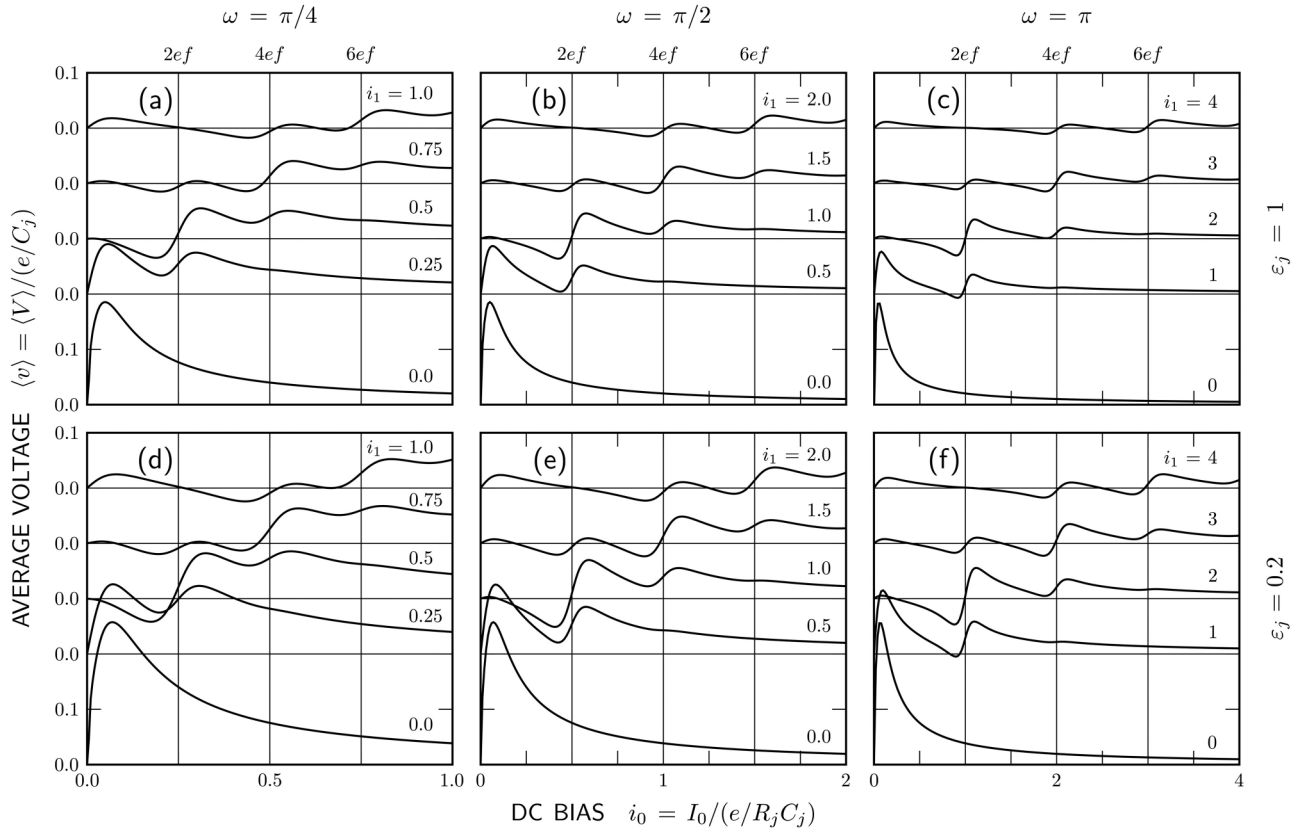 ω = π/4
ω = π/2
ω = π
2ef 4ef 6ef
2ef 4ef 6ef
2ef 4ef 6ef
(a)
i₁ = 1.0
0.75
0.5
0.25
0.0
(b)
i₁ = 2.0
1.5
1.0
0.5
0.0
(c)
i₁ = 4
3
2
1
0
0.1
0.0
0.0
0.0
0.0
0.1
0.0
εⱼ = 1
(d)
i₁ = 1.0
0.75
0.5
0.25
0.0
(e)
i₁ = 2.0
1.5
1.0
0.5
0.0
(f)
i₁ = 4
3
2
1
0
0.1
0.0
0.0
0.0
0.0
0.1
0.0
εⱼ = 0.2
0.0 0.5 1.0
0 1 2
0 2 4
AVERAGE VOLTAGE ⟨v⟩ = ⟨V⟩/(e/Cⱼ)
DC BIAS i₀ = I₀/(e/RⱼCⱼ)